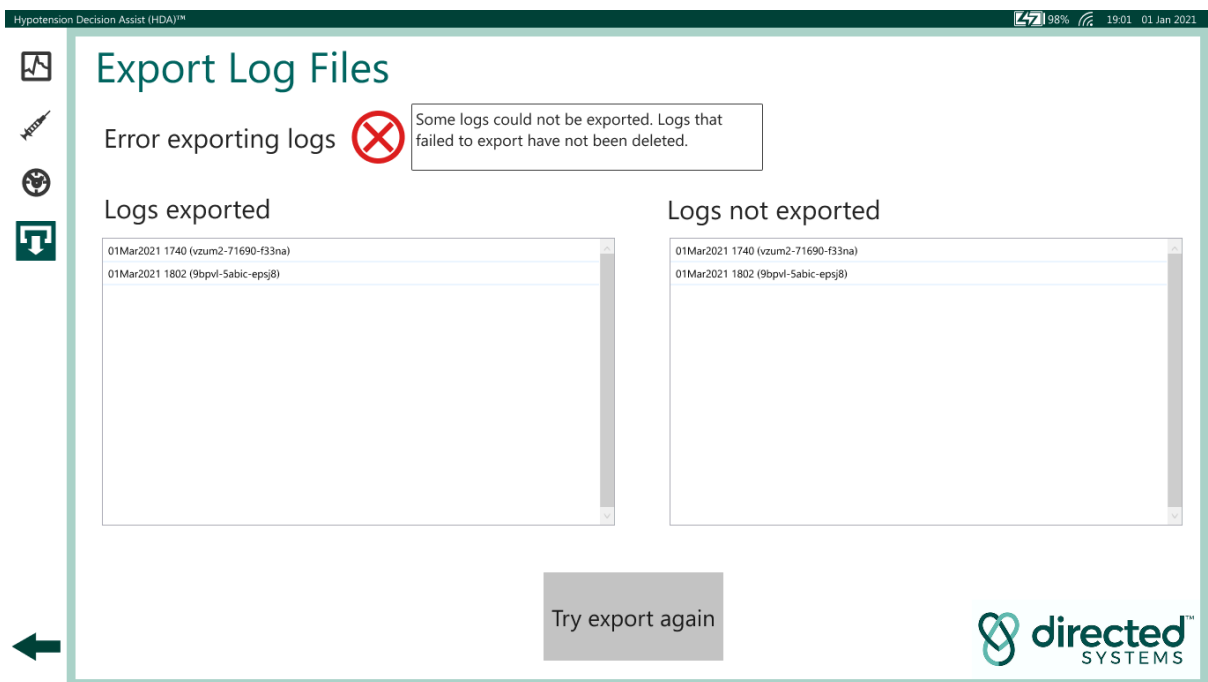 Hypotension Decision Assist (HDA)™
98% 19:01 01 Jan 2021
Export Log Files
Error exporting logs
Some logs could not be exported. Logs that
failed to export have not been deleted.
Logs exported
01Mar2021 1740 (vzum2-71690-f33na)
01Mar2021 1802 (9bpvl-5abic-epsj8)
Logs not exported
01Mar2021 1740 (vzum2-71690-f33na)
01Mar2021 1802 (9bpvl-5abic-epsj8)
Try export again
directed™
SYSTEMS